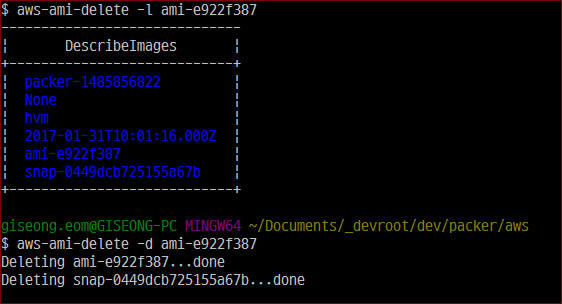 $ aws-ami-delete -l ami-e922f387
-----------------------------
¦       DescribeImages      ¦
+---------------------------+
¦  packer-1485856822        ¦
¦  None                     ¦
¦  hvm                      ¦
¦  2017-01-31T10:01:16.000Z ¦
¦  ami-e922f387             ¦
¦  snap-0449dcb725155a67b   ¦
+---------------------------+
giseong.eom@GISEONG-PC MINGW64 ~/Documents/_devroot/dev/packer/aws
$ aws-ami-delete -d ami-e922f387
Deleting ami-e922f387...done
Deleting snap-0449dcb725155a67b...done